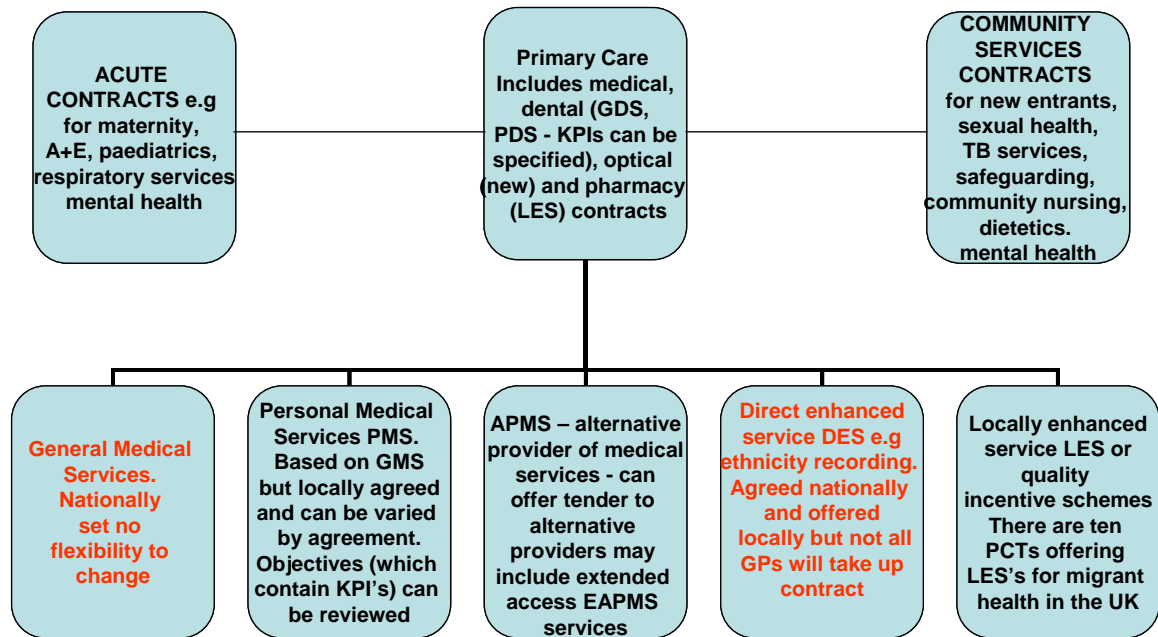 ACUTE
CONTRACTS e.g
for maternity,
A+E, paediatrics,
respiratory services
mental health
Primary Care
Includes medical,
dental (GDS,
PDS - KPIs can be
specified), optical
(new) and pharmacy
(LES) contracts
COMMUNITY
SERVICES
CONTRACTS
for new entrants,
sexual health,
TB services,
safeguarding,
community nursing,
dietetics.
mental health
General Medical
Services.
Nationally
set no
flexibility to
change
Personal Medical
Services PMS.
Based on GMS
but locally agreed
and can be varied
by agreement.
Objectives (which
contain KPI's) can
be reviewed
APMS – alternative
provider of medical
services - can
offer tender to
alternative
providers may
include extended
access EAPMS
services
Direct enhanced
service DES e.g
ethnicity recording.
Agreed nationally
and offered
locally but not all
GPs will take up
contract
Locally enhanced
service LES or
quality
incentive schemes
There are ten
PCTs offering
LES's for migrant
health in the UK